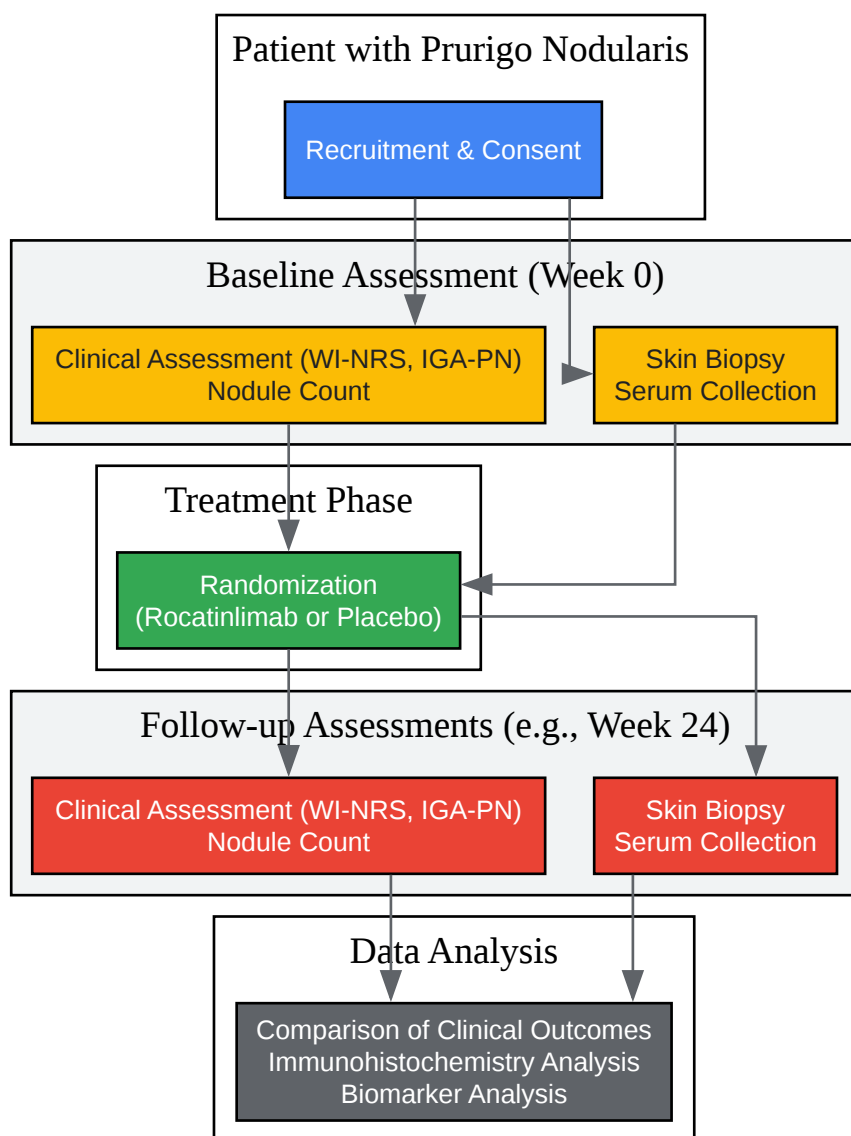 Patient with Prurigo Nodularis
Recruitment & Consent
Baseline Assessment (Week 0)
Clinical Assessment (WI-NRS, IGA-PN)
Nodule Count
Skin Biopsy
Serum Collection
Treatment Phase
Randomization
(Rocatinlimab or Placebo)
Follow-up Assessments (e.g., Week 24)
Clinical Assessment (WI-NRS, IGA-PN)
Nodule Count
Skin Biopsy
Serum Collection
Data Analysis
Comparison of Clinical Outcomes
Immunohistochemistry Analysis
Biomarker Analysis